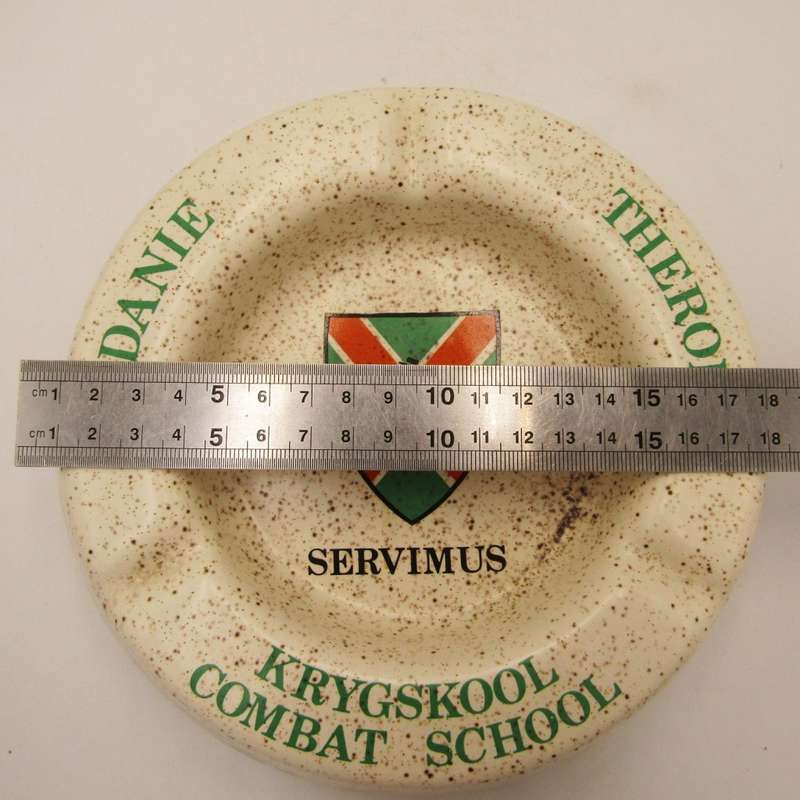 DANIE
THERO
cm 1 2 3 4 5 6 7 8 9 10 11 12 13 14 15 16 17 18
cm 1 2 3 4 5 6 7 8 9 10 11 12 13 14 15 16 17 18
SERVIMUS
KRYGSKOOL
COMBAT SCHOOL